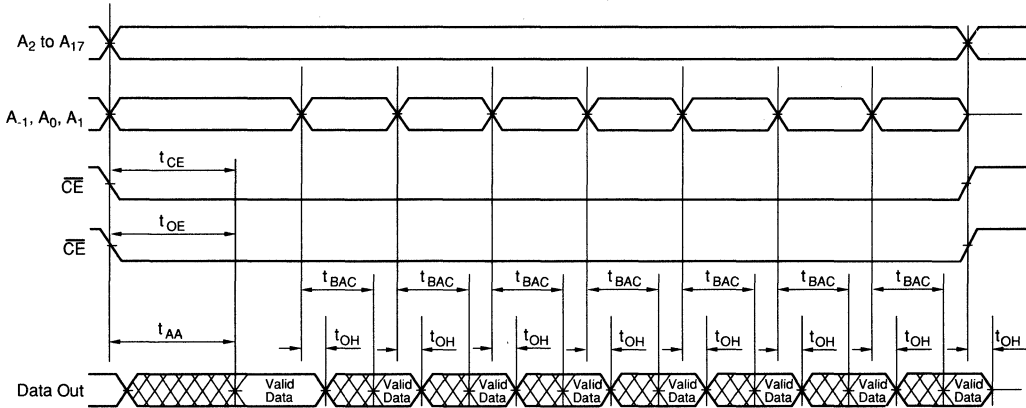 A2 to A17
A-1, A0, A1
tCE
CE
tOE
CE
tBAC tBAC tBAC tBAC tBAC tBAC tBAC
tAA tOH tOH tOH tOH tOH tOH tOH tOH
Data Out Valid Data Valid Data Valid Data Valid Data Valid Data Valid Data Valid Data Valid Data